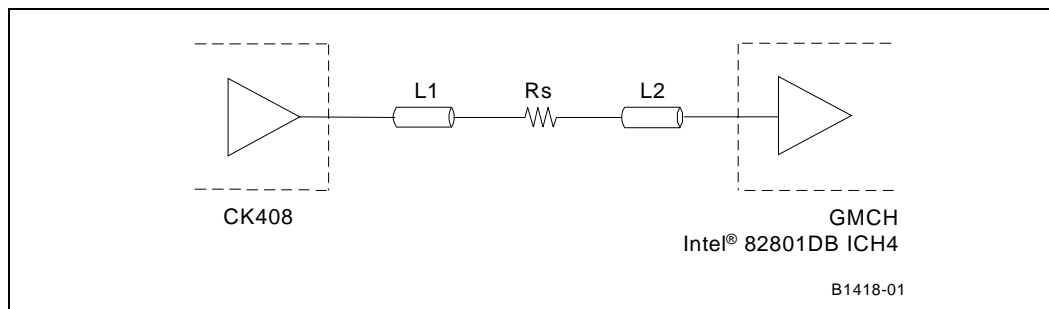 L1 Rs L2
CK408
GMCH
Intel® 82801DB ICH4
B1418-01